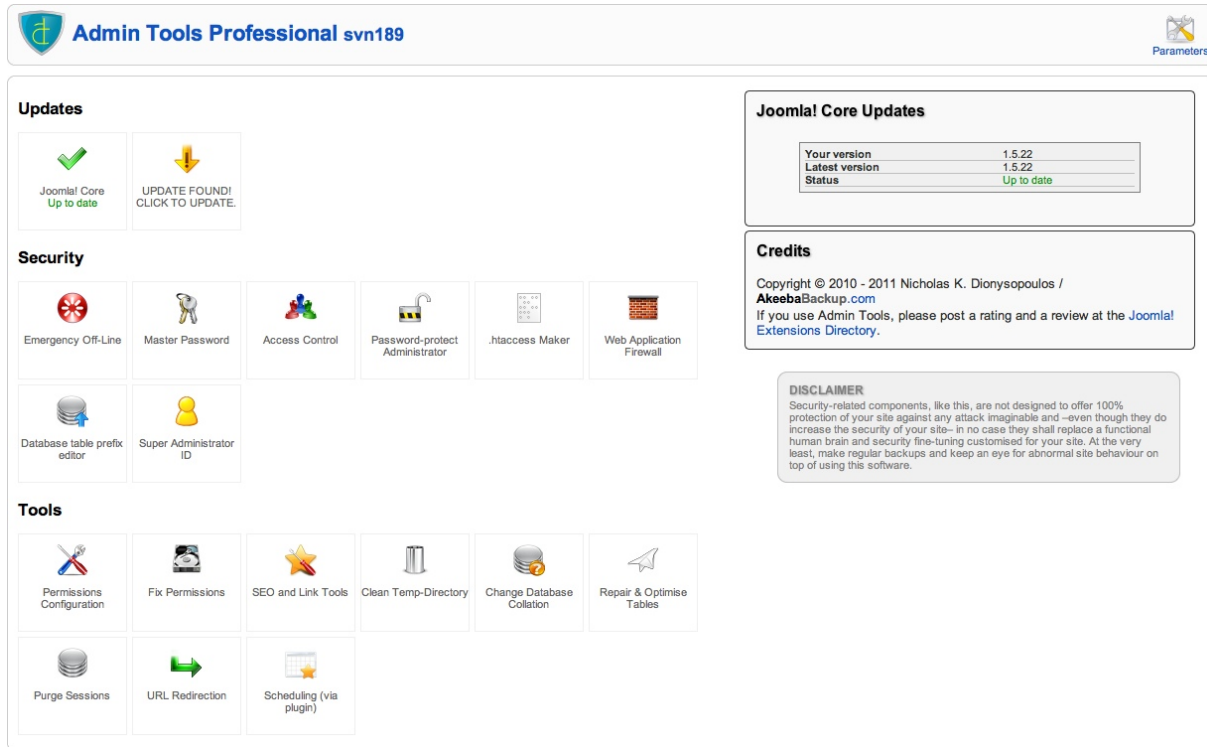 Admin Tools Professional svn189
Parameters
Updates
Joomla! Core
Up to date
UPDATE FOUND!
CLICK TO UPDATE.
Security
Emergency Off-Line
Master Password
Access Control
Password-protect
Administrator
.htaccess Maker
Web Application
Firewall
Database table prefix
editor
Super Administrator
ID
Tools
Permissions
Configuration
Fix Permissions
SEO and Link Tools
Clean Temp-Directory
Change Database
Collation
Repair & Optimise
Tables
Purge Sessions
URL Redirection
Scheduling (via
plugin)
Joomla! Core Updates
Your version 1.5.22
Latest version 1.5.22
Status Up to date
Credits
Copyright © 2010 - 2011 Nicholas K. Dionysopoulos /
AkeebaBackup.com
If you use Admin Tools, please post a rating and a review at the Joomla!
Extensions Directory.
DISCLAIMER
Security-related components, like this, are not designed to offer 100%
protection of your site against any attack imaginable and –even though they do
increase the security of your site– in no case they shall replace a functional
human brain and security fine-tuning customised for your site. At the very
least, make regular backups and keep an eye for abnormal site behaviour on
top of using this software.